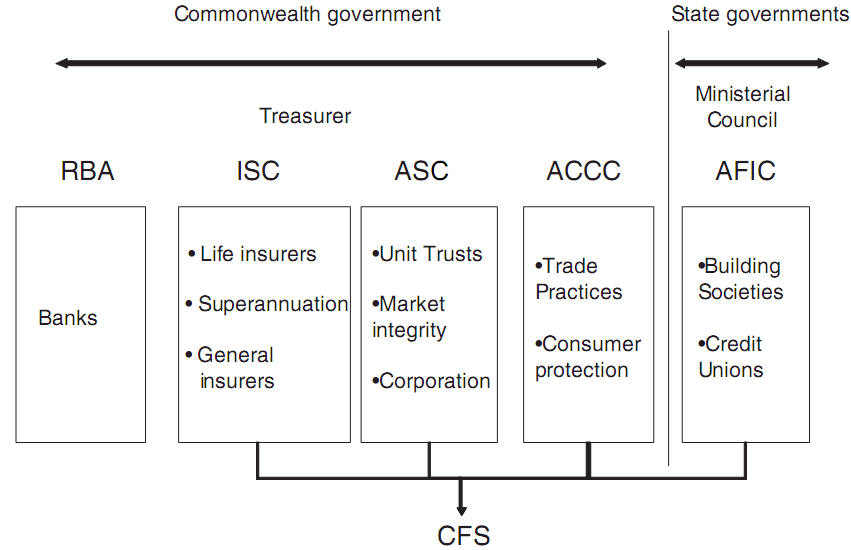 Commonwealth government
State governments
Treasurer
Ministerial
Council
RBA
ISC
ASC
ACCC
AFIC
Banks
• Life insurers
• Superannuation
• General
insurers
•Unit Trusts
•Market
integrity
•Corporation
•Trade
Practices
•Consumer
protection
•Building
Societies
•Credit
Unions
CFS